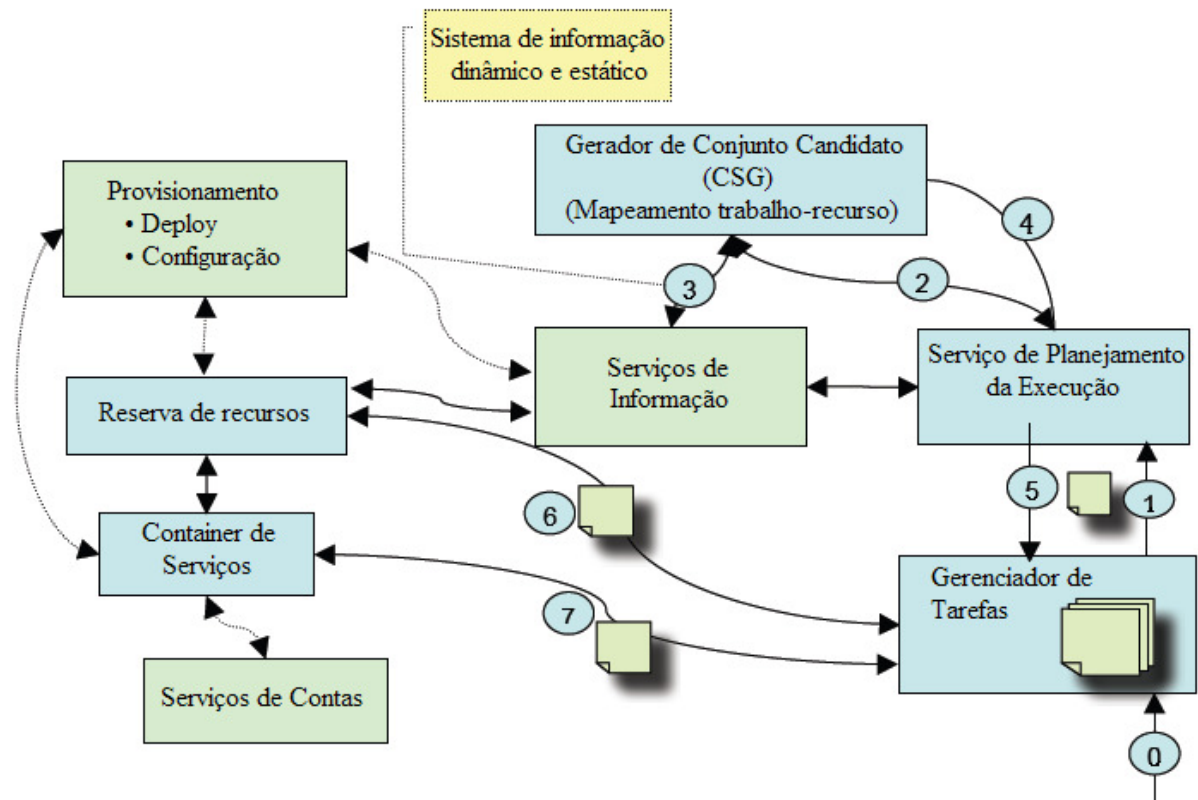 Sistema de informação
dinâmico e estático
Gerador de Conjunto Candidato
(CSG)
(Mapeamento trabalho-recurso)
Provisionamento
• Deploy
• Configuração
4
3
2
Serviços de
Informação
Serviço de Planejamento
da Execução
Reserva de recursos
5
1
6
Container de
Serviços
Gerenciador de
Tarefas
7
Serviços de Contas
0